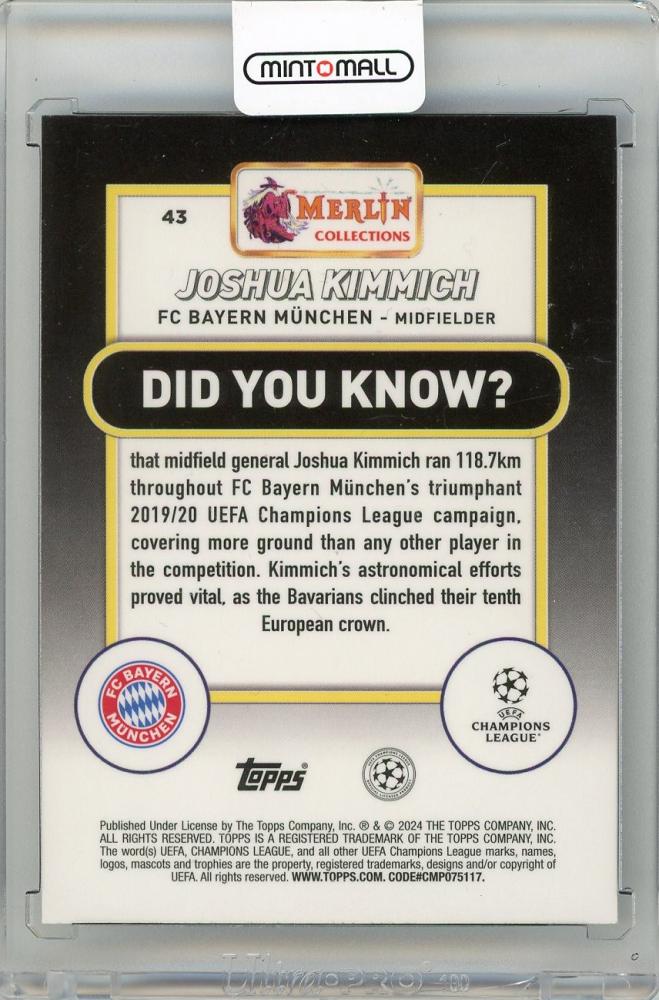 MINTOMALL
43
MERLIN
COLLECTIONS
JOSHUA KIMMICH
FC BAYERN MÜNCHEN - MIDFIELDER
DID YOU KNOW?
that midfield general Joshua Kimmich ran 118.7km
throughout FC Bayern München's triumphant
2019/20 UEFA Champions League campaign,
covering more ground than any other player in
the competition. Kimmich's astronomical efforts
proved vital, as the Bavarians clinched their tenth
European crown.
FC BAYERN
MÜNCHEN
UEFA
CHAMPIONS
LEAGUE
topps®
Published Under License by The Topps Company, Inc. ® & © 2024 THE TOPPS COMPANY, INC.
ALL RIGHTS RESERVED. TOPPS IS A REGISTERED TRADEMARK OF THE TOPPS COMPANY, INC.
The word(s) UEFA, CHAMPIONS LEAGUE, and all other UEFA Champions League marks, names,
logos, mascots and trophies are the property, registered trademarks, designs and/or copyright of
UEFA. All rights reserved. WWW.TOPPS.COM. CODE#CMP075117.
Ultra PRO